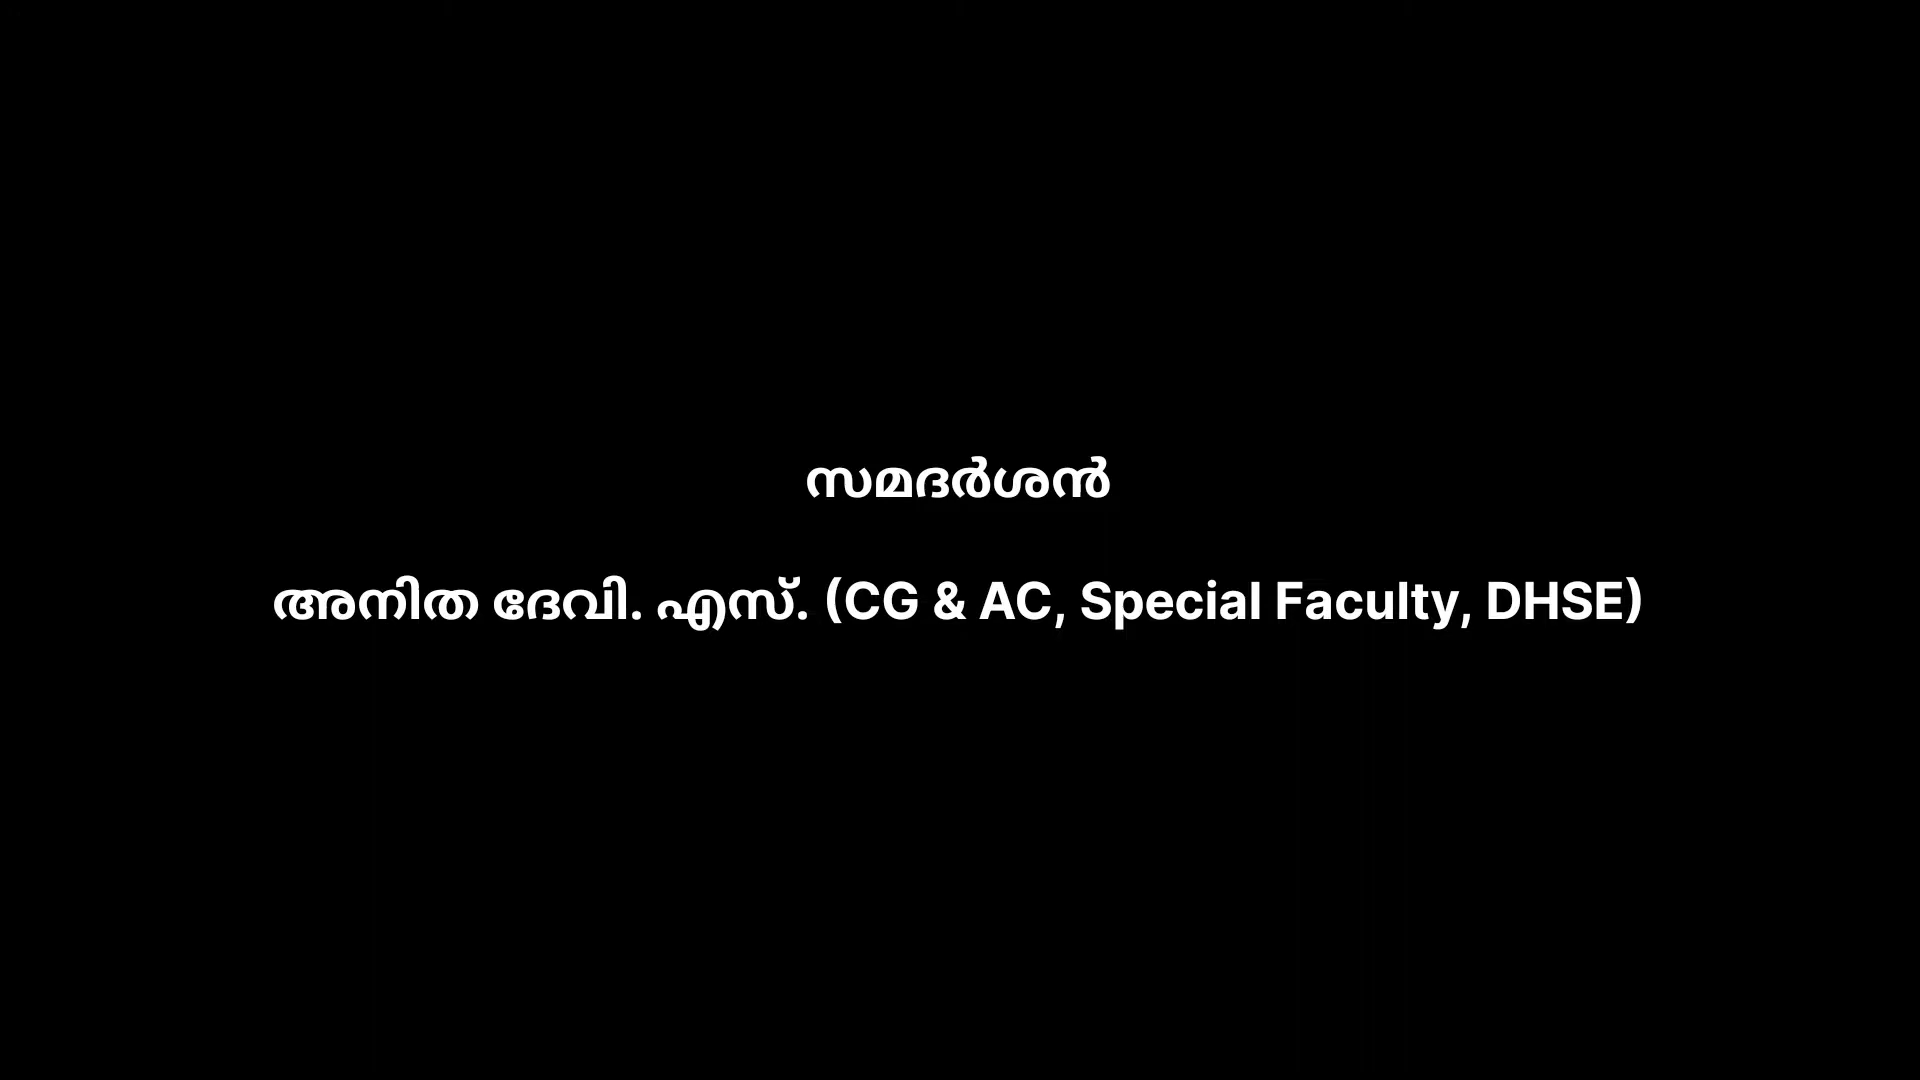 സമദർശൻ
അനിത ദേവി. എസ്. (CG & AC, Special Faculty, DHSE)